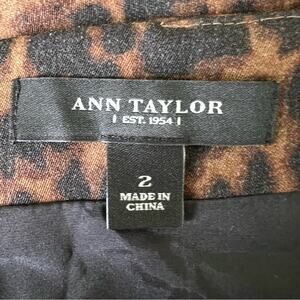 ANN TAYLOR
| EST. 1954 |
2
MADE IN
CHINA